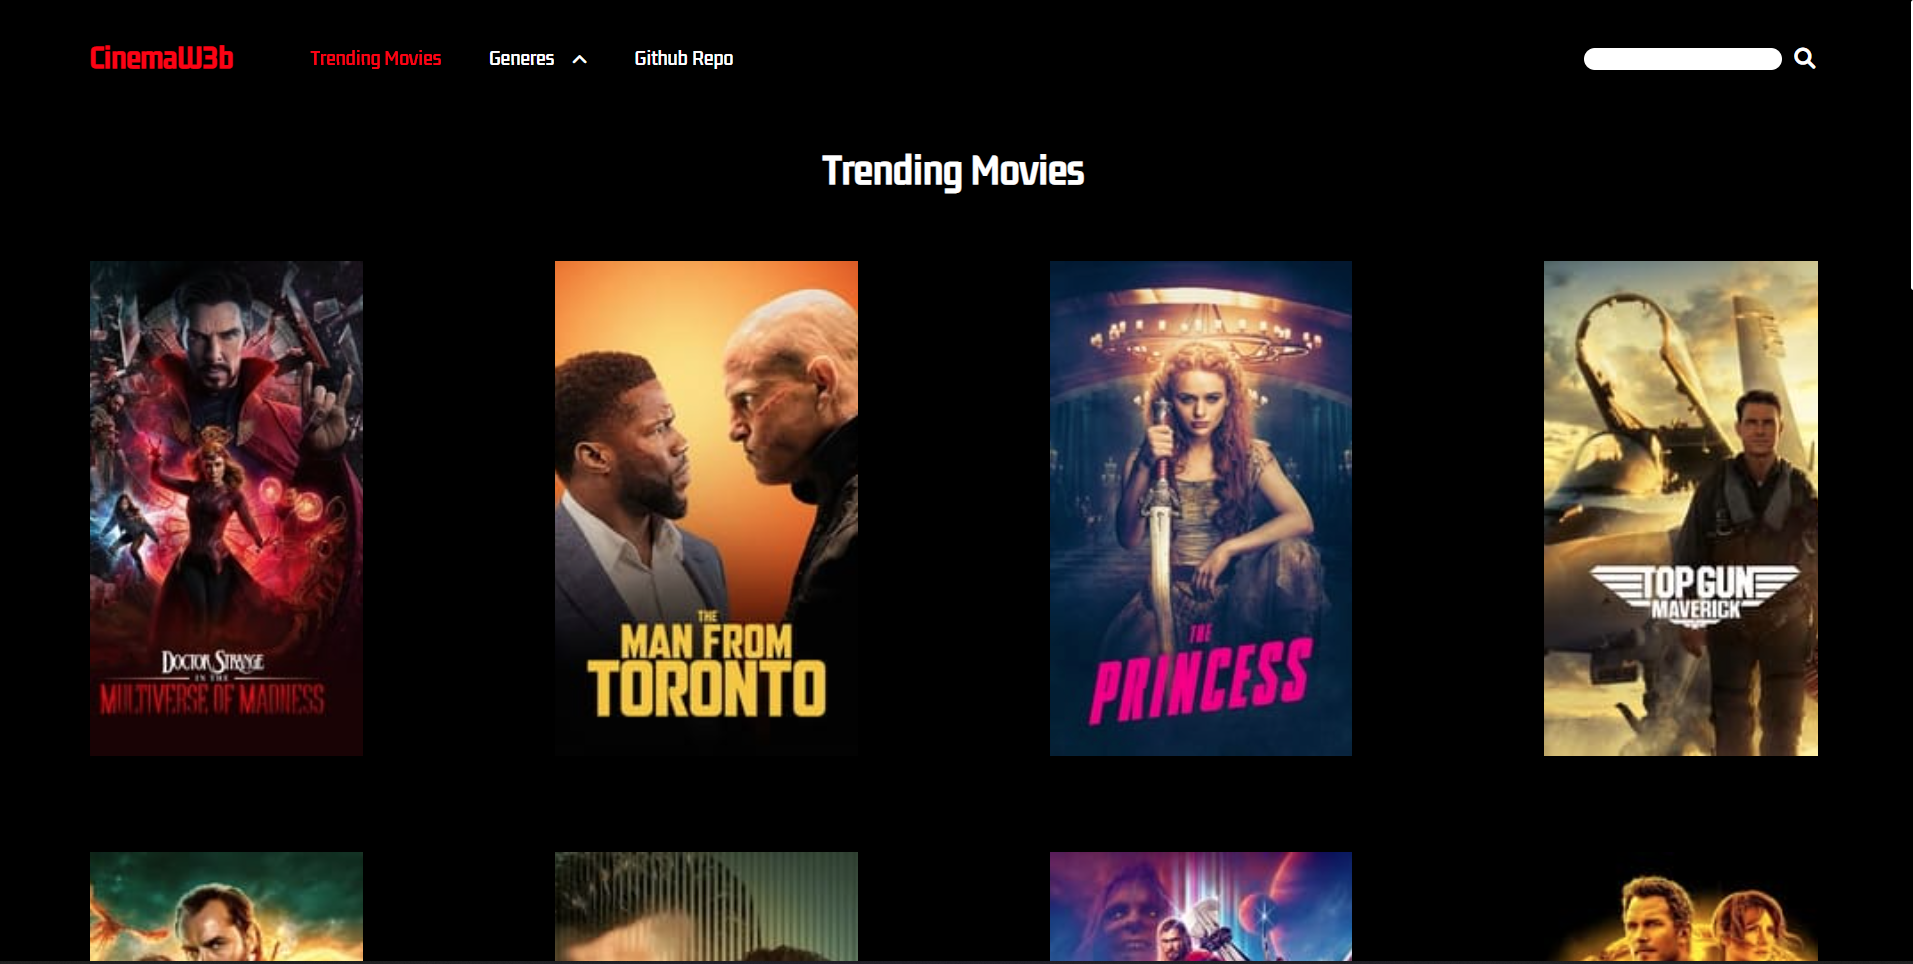 CinemaW3b
Trending Movies
Generes
Github Repo
Trending Movies
DOCTOR STRANGE
IN THE
MULTIVERSE OF MADNESS
THE
MAN FROM
TORONTO
THE
PRINCESS
TOP GUN
MAVERICK